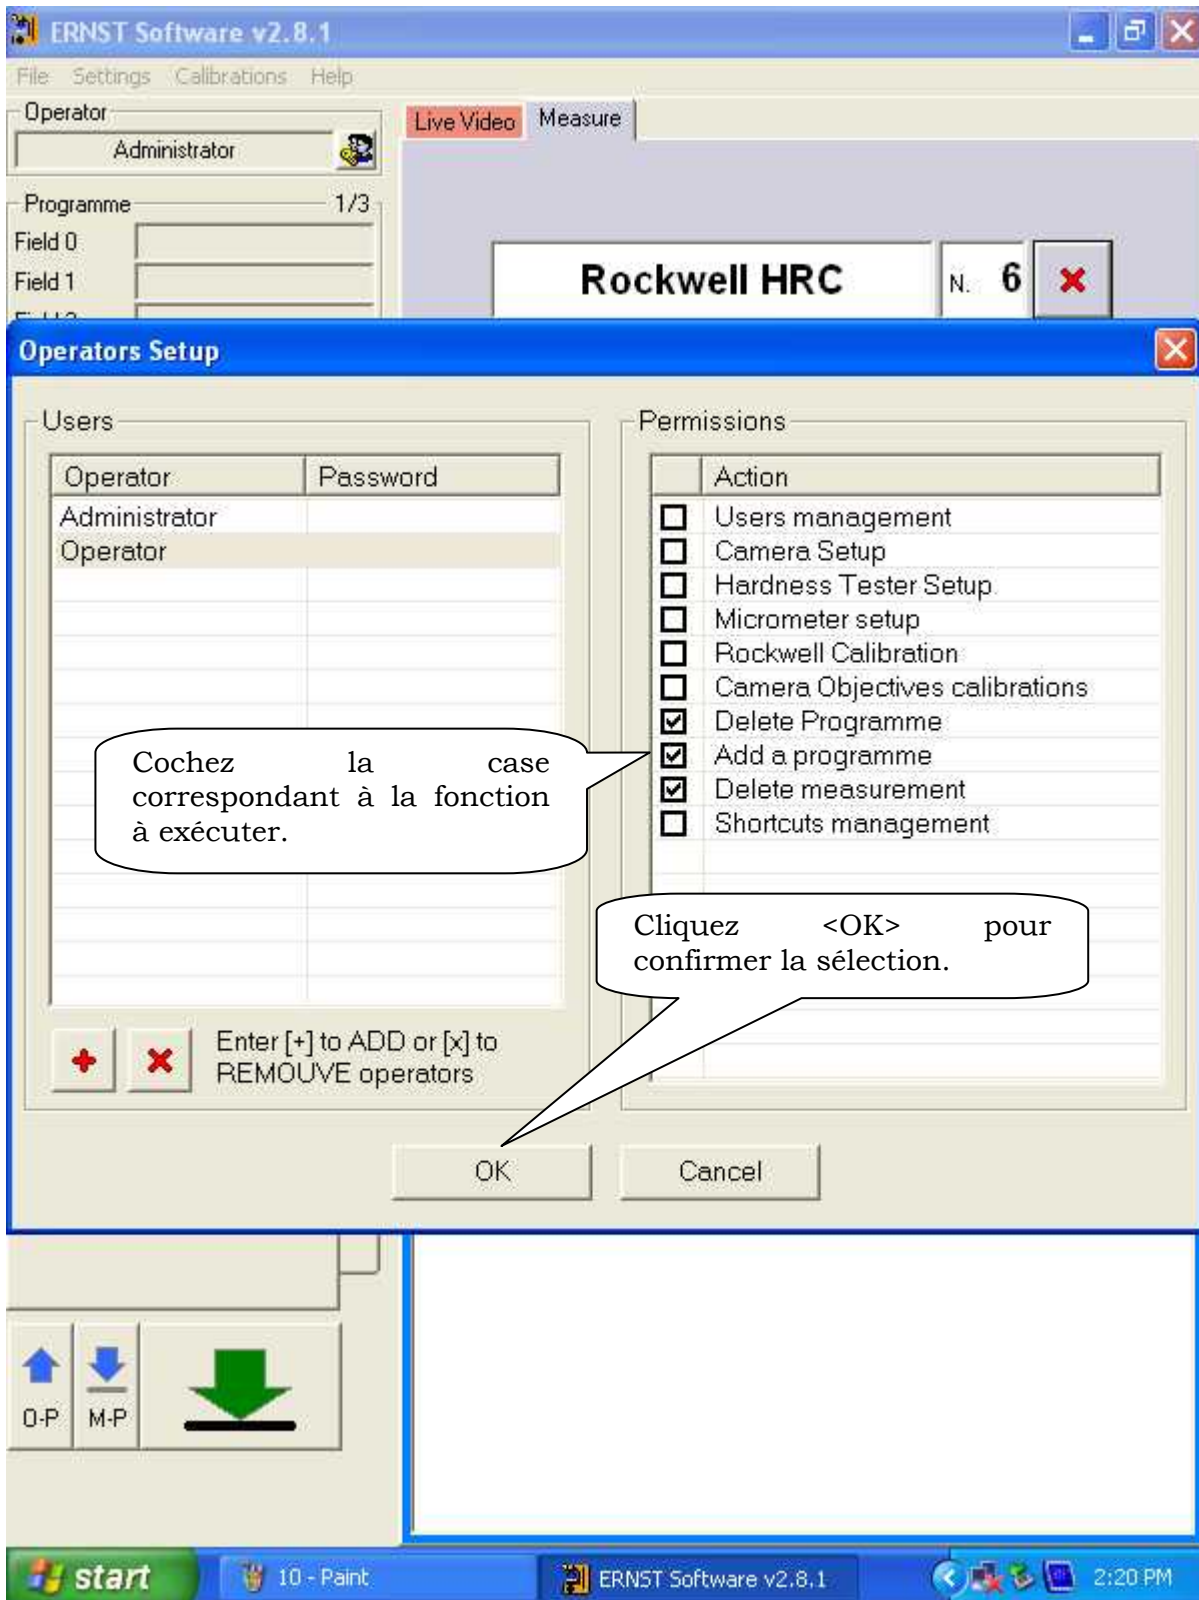 ERNST Software v2.8.1
File Settings Calibrations Help
Operator
Administrator
Live Video Measure
Programme 1/3
Field 0
Field 1
Rockwell HRC N. 6
Operators Setup
Users
Operator Password
Administrator
Operator
Permissions
Action
Users management
Camera Setup
Hardness Tester Setup.
Micrometer setup
Rockwell Calibration
Camera Objectives calibrations
Delete Programme
Add a programme
Delete measurement
Shortcuts management
Cochez la case
correspondant à la fonction
à exécuter.
Cliquez <OK> pour
confirmer la sélection.
Enter [+] to ADD or [x] to
REMOUVE operators
OK Cancel
O-P M-P
start 10 - Paint ERNST Software v2.8.1 2:20 PM